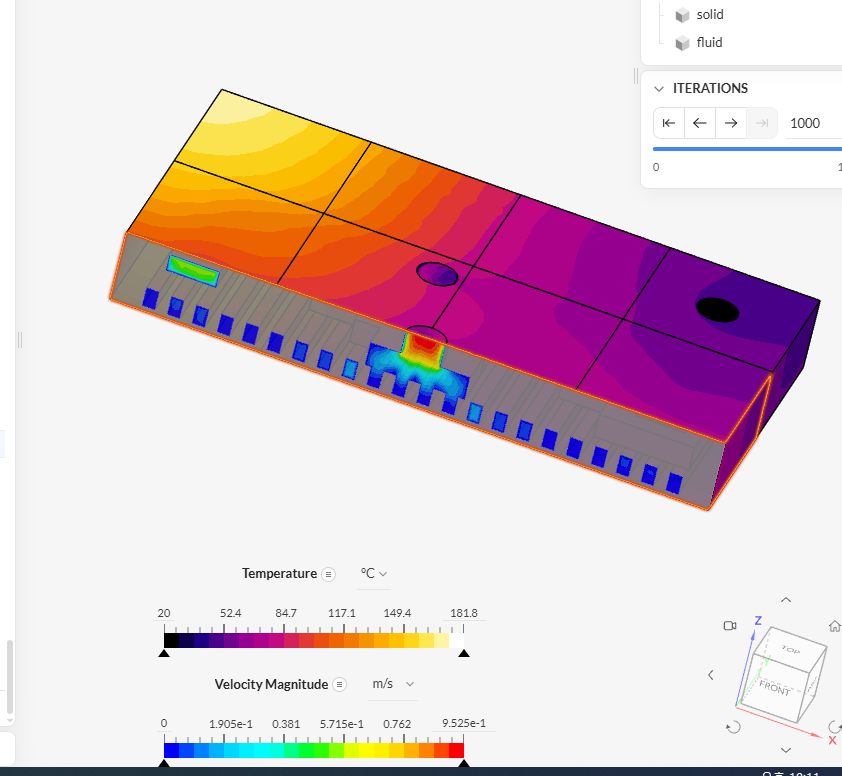 solid
fluid
ITERATIONS
1000
0
Temperature °C
20 52.4 84.7 117.1 149.4 181.8
Velocity Magnitude m/s
0 1.905e-1 0.381 5.715e-1 0.762 9.525e-1
Z
TOP
FRONT
X